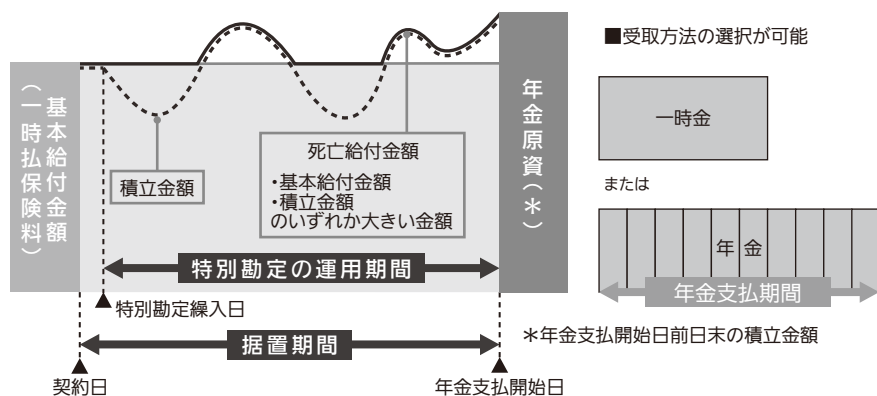 基本給付金額
（一時払保険料）
積立金額
死亡給付金額
・基本給付金額
・積立金額
のいずれか大きい金額
年金原資（＊）
特別勘定の運用期間
特別勘定繰入日
据置期間
契約日
年金支払開始日
■受取方法の選択が可能
一時金
または
年金
年金支払期間
＊年金支払開始日前日末の積立金額